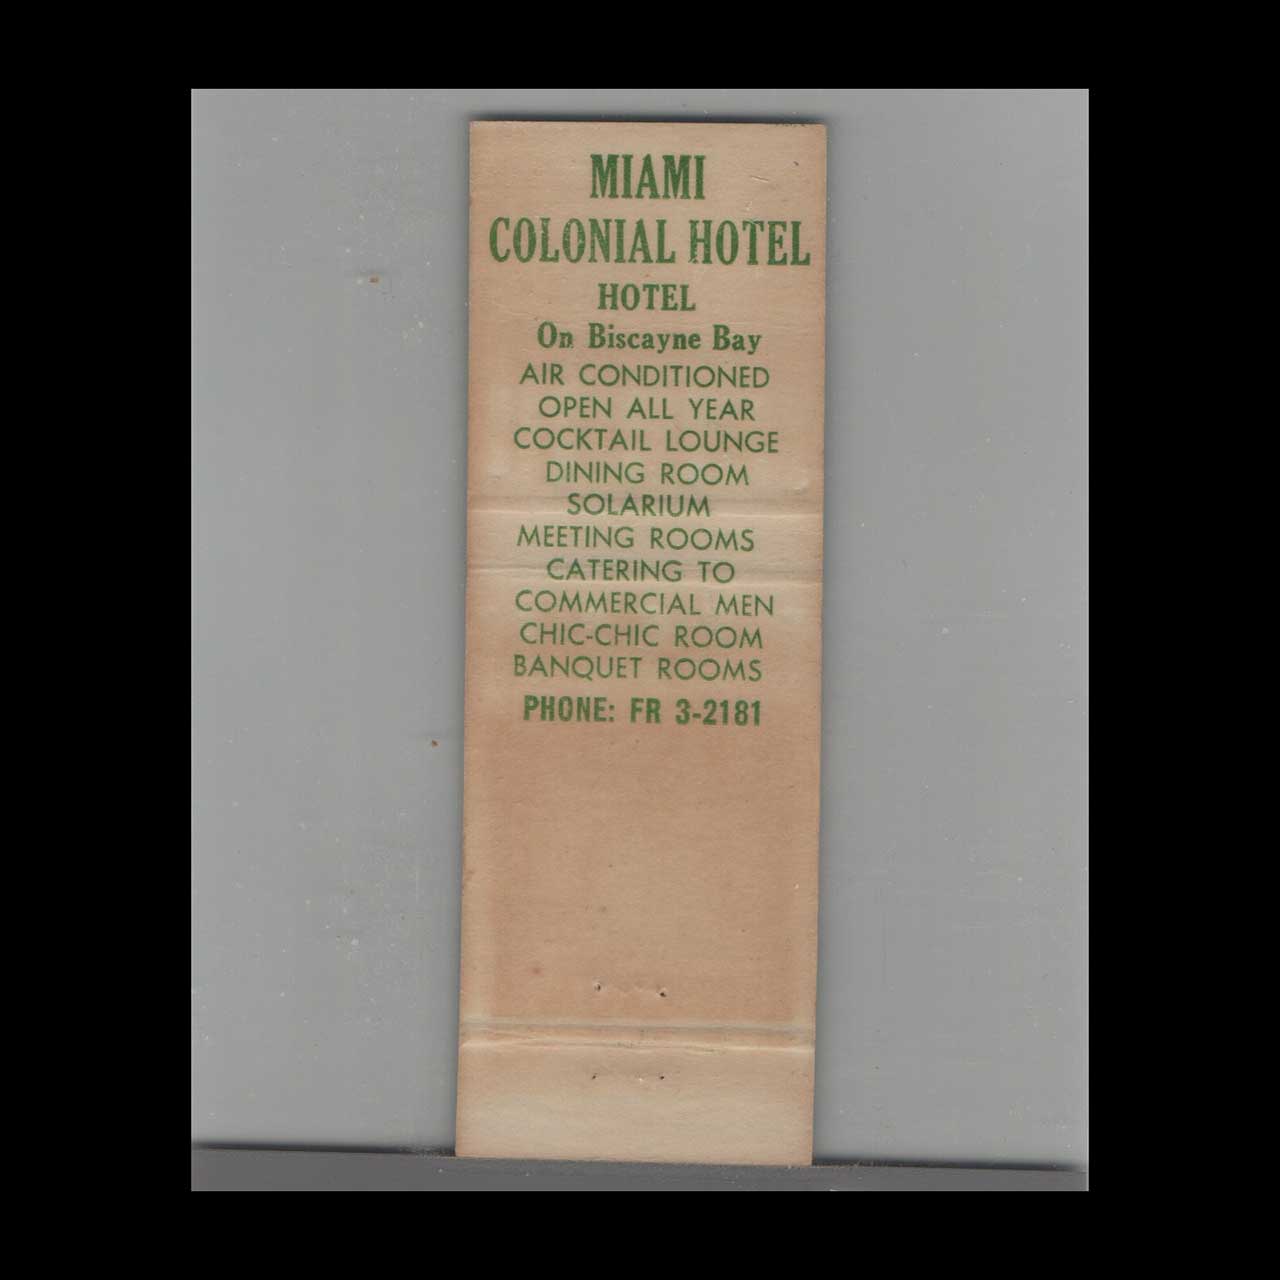 MIAMI
COLONIAL HOTEL
HOTEL
On Biscayne Bay
AIR CONDITIONED
OPEN ALL YEAR
COCKTAIL LOUNGE
DINING ROOM
SOLARIUM
MEETING ROOMS
CATERING TO
COMMERCIAL MEN
CHIC-CHIC ROOM
BANQUET ROOMS
PHONE: FR 3-2181